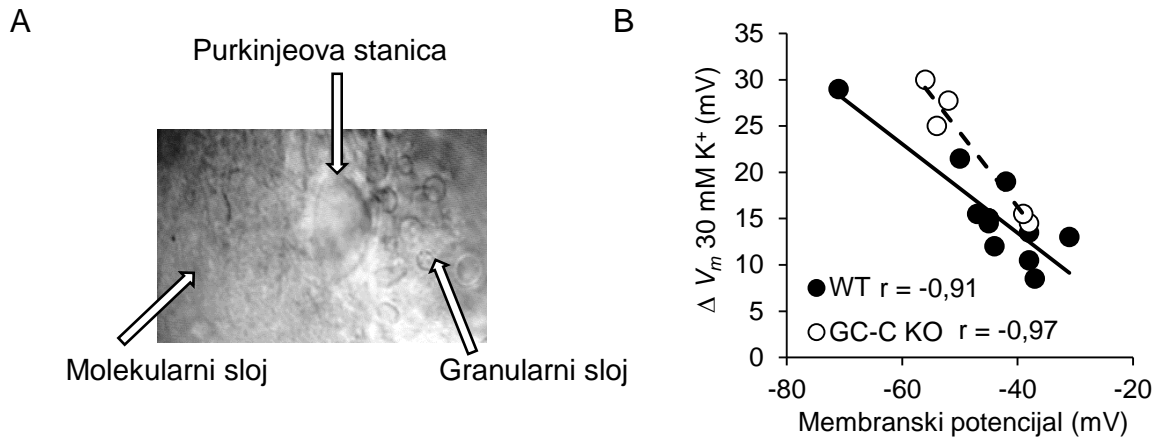 A
Purkinjeova stanica
Molekularni sloj
Granularni sloj
B
Δ Vm 30 mM K⁺ (mV)
35
30
25
20
15
10
5
0
WT r = -0,91
GC-C KO r = -0,97
-80
-60
-40
-20
Membranski potencijal (mV)